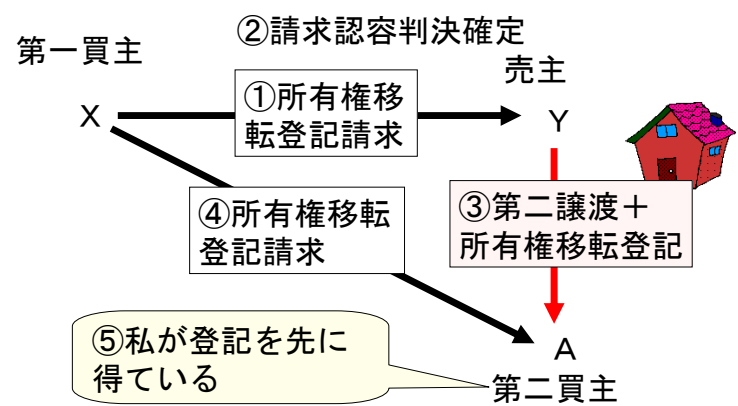 ②請求認容判決確定
第一買主
売主
①所有権移
転登記請求
X
Y
④所有権移転
登記請求
③第二譲渡＋
所有権移転登記
⑤私が登記を先に
得ている
A
第二買主